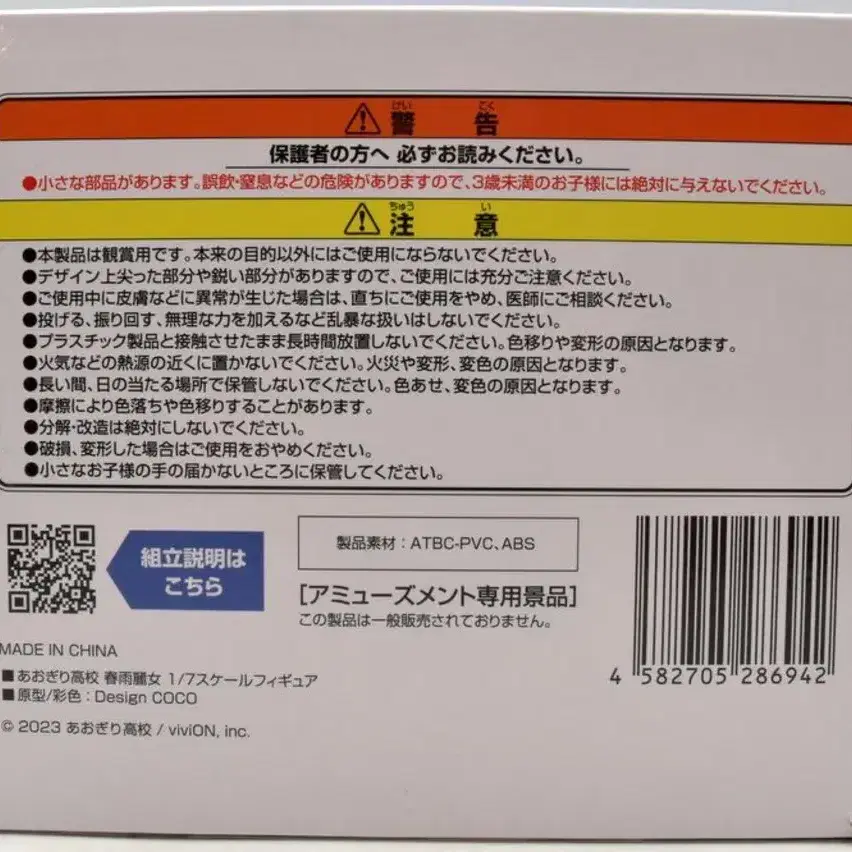 ⚠警告
けい こく
保護者の方へ 必ずお読みください。
●小さな部品があります。誤飲・窒息などの危険がありますので、3歳未満のお子様には絶対に与えないでください。
⚠注意
ちゅう い
●本製品は観賞用です。本来の目的以外にはご使用にならないでください。
●デザイン上尖った部分や鋭い部分がありますので、ご使用には充分ご注意ください。
●ご使用中に皮膚などに異常が生じた場合は、直ちにご使用をやめ、医師にご相談ください。
●投げる、振り回す、無理な力を加えるなど乱暴な扱いはしないでください。
●プラスチック製品と接触させたまま長時間放置しないでください。色移りや変形の原因となります。
●火気などの熱源の近くに置かないでください。火災や変形、変色の原因となります。
●長い間、日の当たる場所で保管しないでください。色あせ、変色の原因となります。
●摩擦により色落ちや色移りすることがあります。
●分解・改造は絶対にしないでください。
●破損、変形した場合はご使用をおやめください。
●小さなお子様の手の届かないところに保管してください。
組立説明は
こちら
製品素材：ATBC-PVC、ABS
[アミューズメント専用景品]
この製品は一般販売されておりません。
MADE IN CHINA
■あおぎり高校 春雨麗女 1/7スケールフィギュア
■原型/彩色：Design COCO
© 2023 あおぎり高校 / viviON, inc.
4 582705 286942